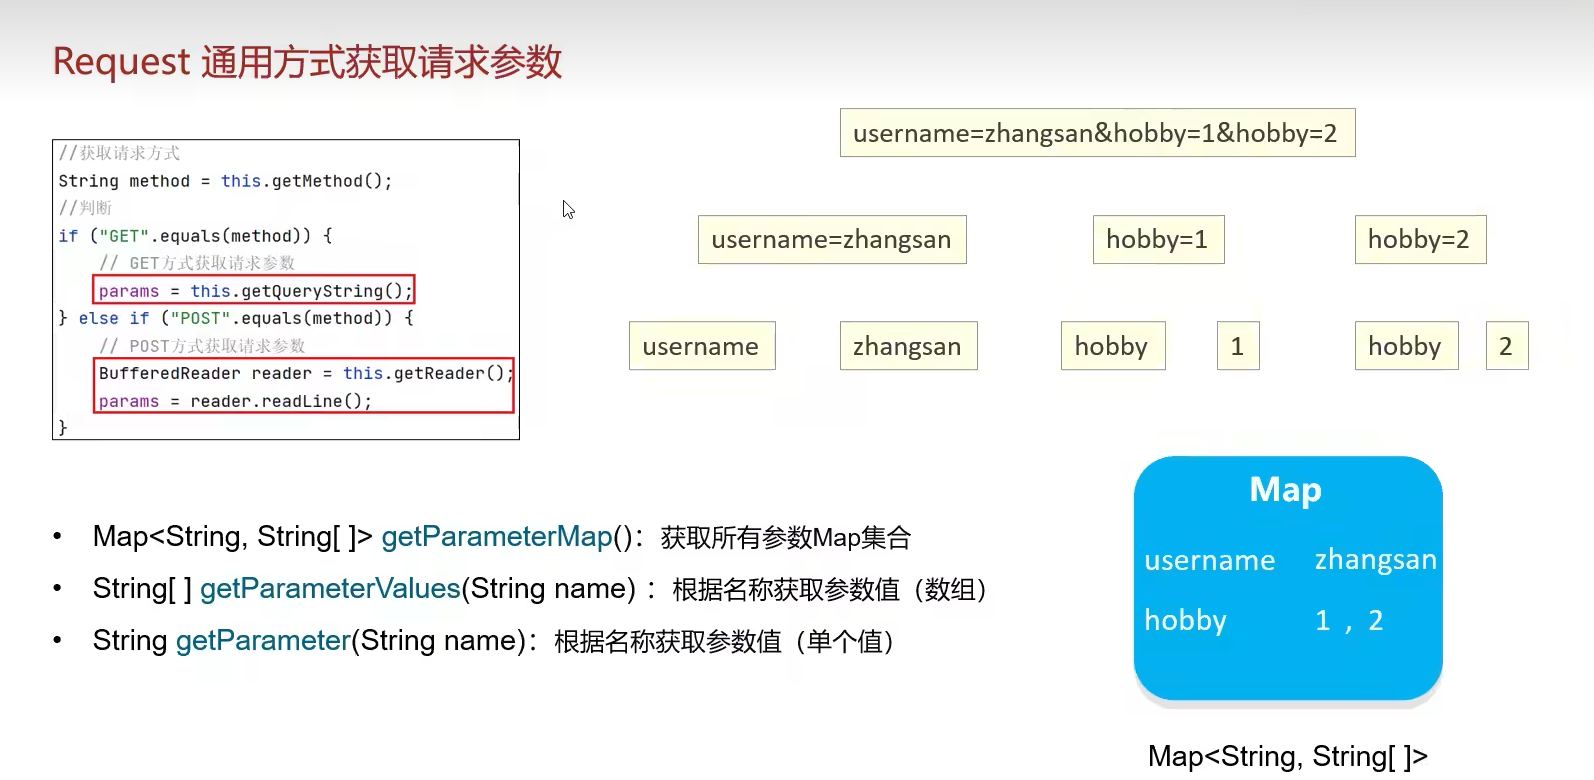 Request 通用方式获取请求参数
//获取请求方式
String method = this.getMethod();
//判断
if ("GET".equals(method)) {
// GET方式获取请求参数
params = this.getQueryString();
} else if ("POST".equals(method)) {
// POST方式获取请求参数
BufferedReader reader = this.getReader();
params = reader.readLine();
}
username=zhangsan&hobby=1&hobby=2
username=zhangsan
hobby=1
hobby=2
username
zhangsan
hobby
1
hobby
2
• Map<String, String[ ]> getParameterMap()：获取所有参数Map集合
• String[ ] getParameterValues(String name) ：根据名称获取参数值（数组）
• String getParameter(String name)：根据名称获取参数值（单个值）
Map
username zhangsan
hobby 1 , 2
Map<String, String[ ]>